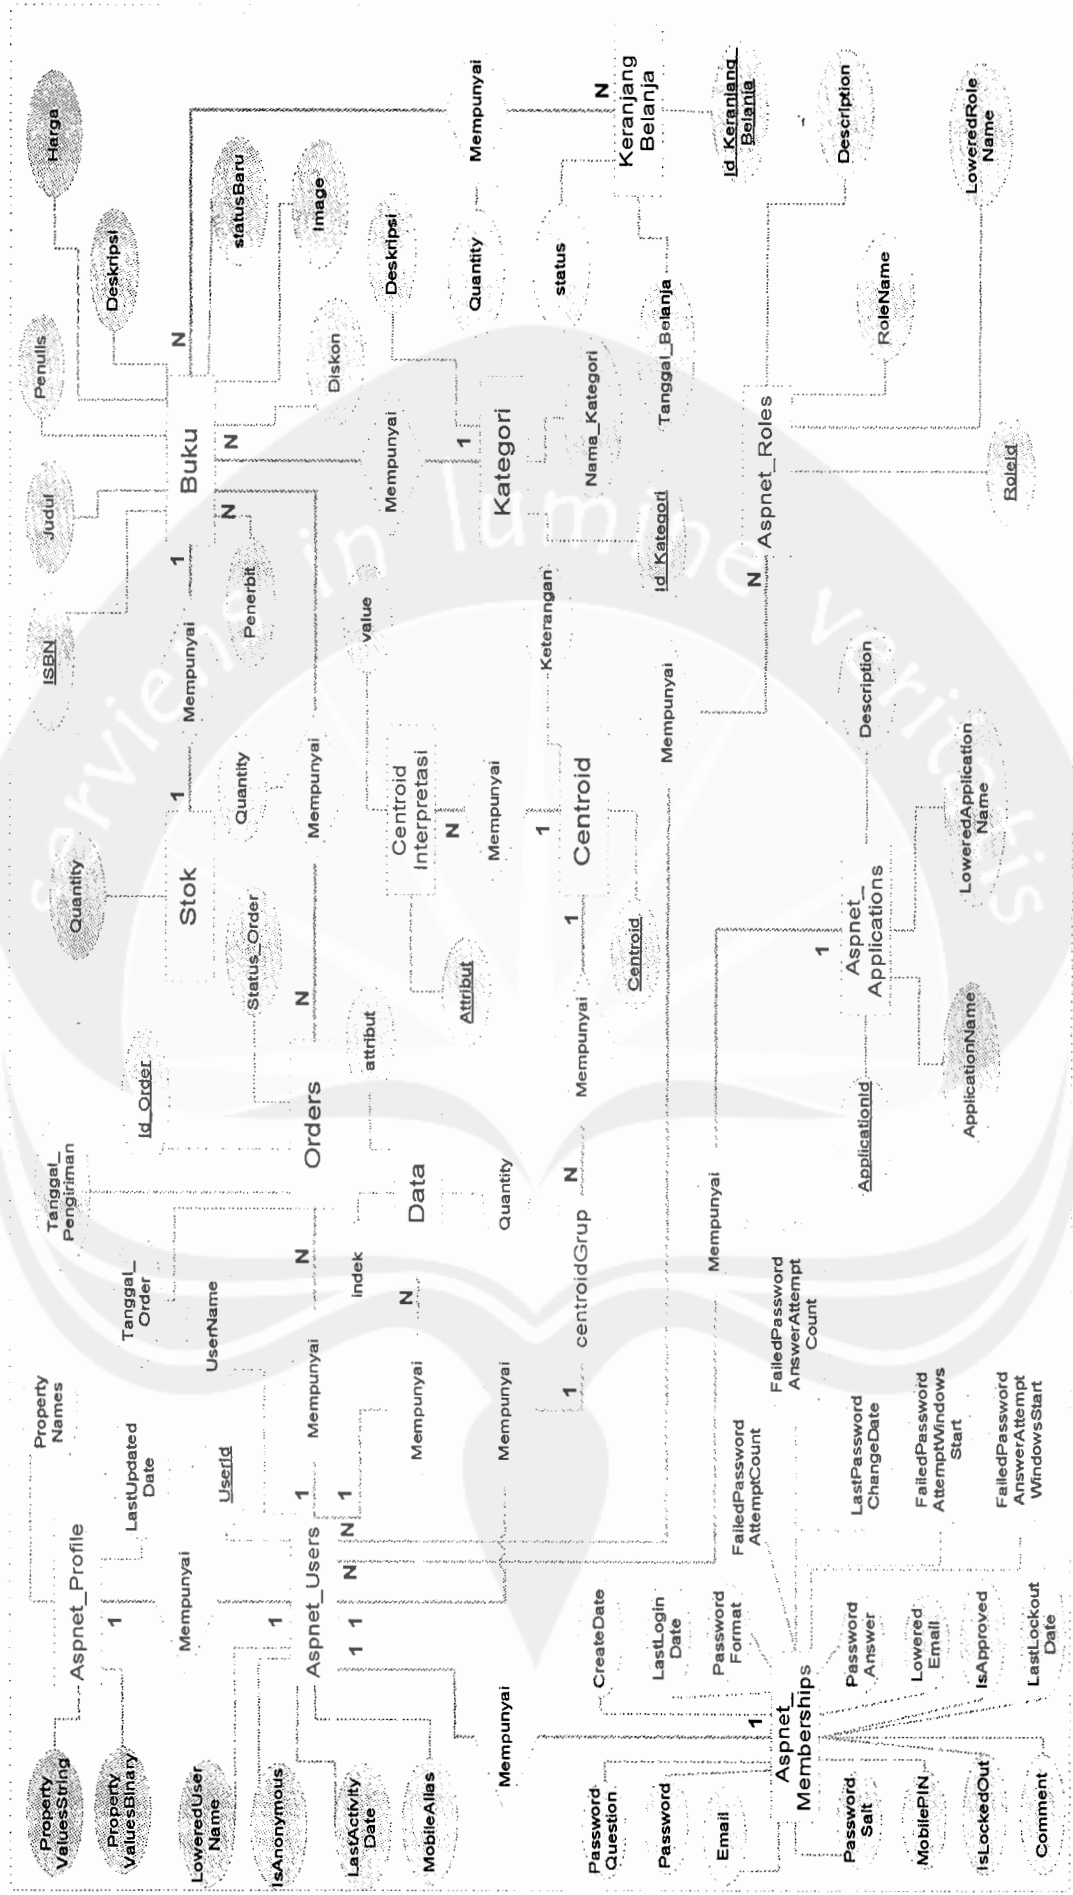 Harga
Penulis
Deskripsi
Judul
statusBaru
ISBN
Image
Buku
N
N
N
1
Diskon
Deskripsi
Mempunyai
N
Keranjang
Belanja
Id_Keranjang_
Belanja
Quantity
status
Tanggal_Belanja
Mempunyai
1
Kategori
Nama_Kategori
Id_Kategori
Penerbit
Mempunyai
1
Stok
Quantity
Quantity
Mempunyai
Status_Order
N
Orders
N
Id_Order
Tanggal_
Pengiriman
Tanggal_
Order
value
Centroid
Interpretasi
N
Attribut
Mempunyai
1
Centroid
Keterangan
Centroid
1
Mempunyai
N
centroidGrup
1
Mempunyai
attribut
Data
indek
Quantity
N
Mempunyai
Mempunyai
UserName
UserId
Property
Names
LastUpdated
Date
Aspnet_Profile
1
Mempunyai
Property
ValuesString
Property
ValuesBinary
Aspnet_Users
1
1
N
N
1
1
1
LoweredUser
Name
IsAnonymous
LastActivity
Date
MobileAlias
Mempunyai
1
Aspnet_
Memberships
CreateDate
LastLogin
Date
Password
Format
FailedPassword
AttemptCount
FailedPassword
AnswerAttempt
Count
LastPassword
ChangeDate
FailedPassword
AttemptWindows
Start
FailedPassword
AnswerAttempt
WindowsStart
Password
Answer
Lowered
Email
IsApproved
LastLockout
Date
Password
Question
Password
Email
Password
Salt
MobilePIN
IsLockedOut
Comment
Mempunyai
1
Aspnet_
Applications
ApplicationId
ApplicationName
LoweredApplication
Name
Description
Mempunyai
N
Aspnet_Roles
Description
RoleName
LoweredRole
Name
RoleId
serviens in lumine veritatis